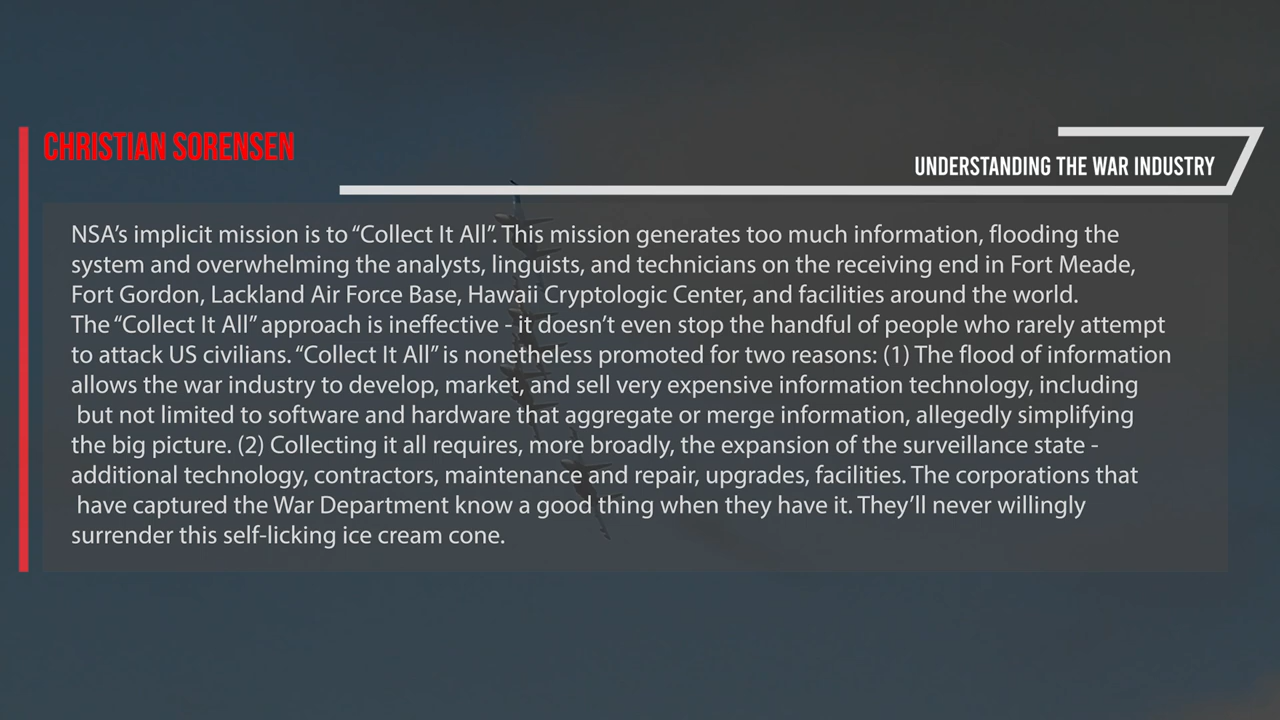 CHRISTIAN SORENSEN
UNDERSTANDING THE WAR INDUSTRY
NSA’s implicit mission is to “Collect It All”. This mission generates too much information, flooding the
system and overwhelming the analysts, linguists, and technicians on the receiving end in Fort Meade,
Fort Gordon, Lackland Air Force Base, Hawaii Cryptologic Center, and facilities around the world.
The “Collect It All” approach is ineffective - it doesn’t even stop the handful of people who rarely attempt
to attack US civilians. “Collect It All” is nonetheless promoted for two reasons: (1) The flood of information
allows the war industry to develop, market, and sell very expensive information technology, including
but not limited to software and hardware that aggregate or merge information, allegedly simplifying
the big picture. (2) Collecting it all requires, more broadly, the expansion of the surveillance state -
additional technology, contractors, maintenance and repair, upgrades, facilities. The corporations that
have captured the War Department know a good thing when they have it. They’ll never willingly
surrender this self-licking ice cream cone.